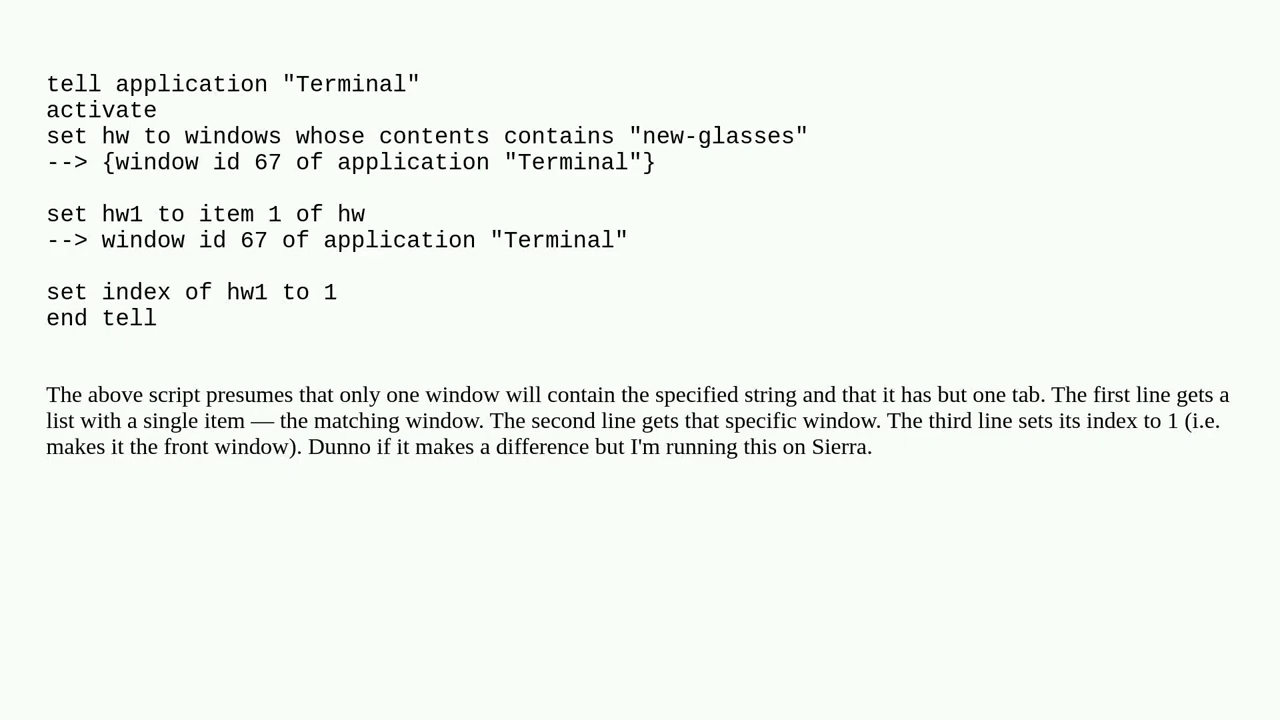 tell application "Terminal"
activate
set hw to windows whose contents contains "new-glasses"
--> {window id 67 of application "Terminal"}
set hw1 to item 1 of hw
--> window id 67 of application "Terminal"
set index of hw1 to 1
end tell
The above script presumes that only one window will contain the specified string and that it has but one tab. The first line gets a
list with a single item — the matching window. The second line gets that specific window. The third line sets its index to 1 (i.e.
makes it the front window). Dunno if it makes a difference but I'm running this on Sierra.